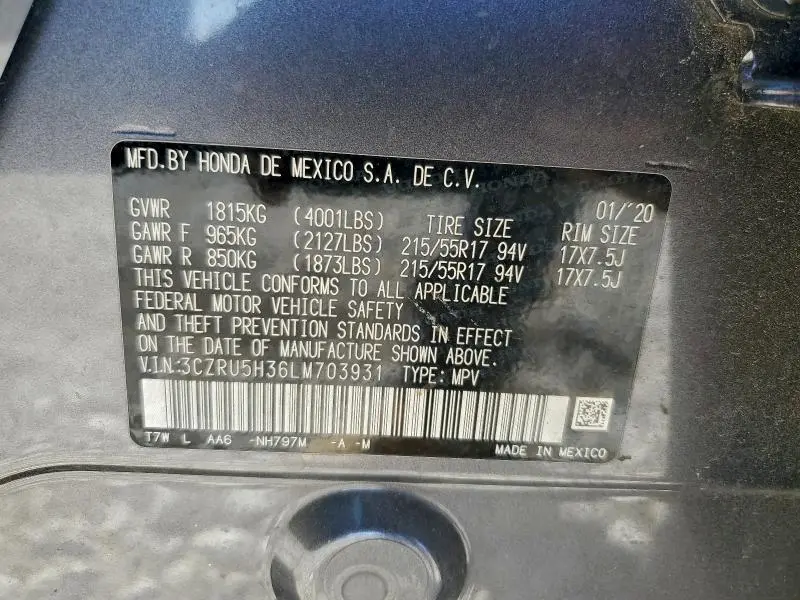 MFD.BY HONDA DE MEXICO S.A. DE C.V.
01/'20
GVWR 1815KG (4001LBS) TIRE SIZE RIM SIZE
GAWR F 965KG (2127LBS) 215/55R17 94V 17X7.5J
GAWR R 850KG (1873LBS) 215/55R17 94V 17X7.5J
THIS VEHICLE CONFORMS TO ALL APPLICABLE
FEDERAL MOTOR VEHICLE SAFETY
AND THEFT PREVENTION STANDARDS IN EFFECT
ON THE DATE OF MANUFACTURE SHOWN ABOVE.
V.I.N:3CZRU5H36LM703931 TYPE: MPV
T7W L AA6 -NH797M -A -M
MADE IN MEXICO